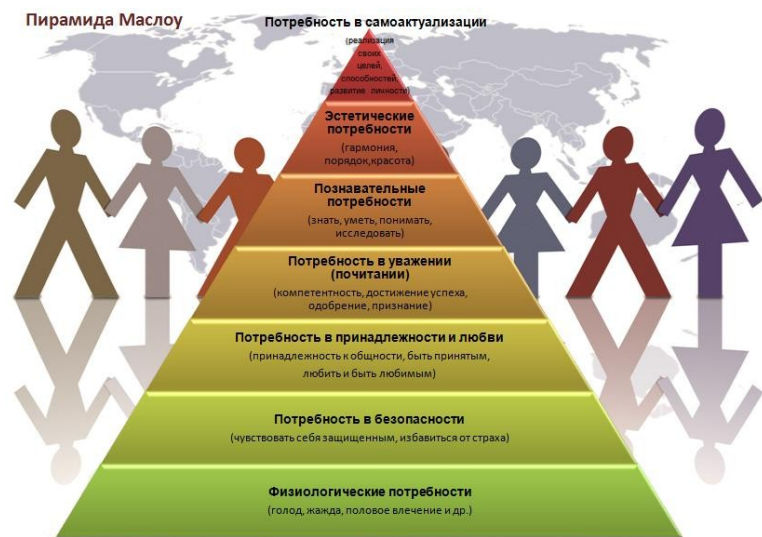 Пирамида Маслоу
Потребность в самоактуализации
(реализация
своих
целей,
способностей,
развитие личности)
Эстетические
потребности
(гармония,
порядок,красота)
Познавательные
потребности
(знать, уметь, понимать,
исследовать)
Потребность в уважении
(почитании)
(компетентность, достижение успеха,
одобрение, признание)
Потребность в принадлежности и любви
(принадлежность к общности, быть принятым,
любить и быть любимым)
Потребность в безопасности
(чувствовать себя защищенным, избавиться от страха)
Физиологические потребности
(голод, жажда, половое влечение и др.)